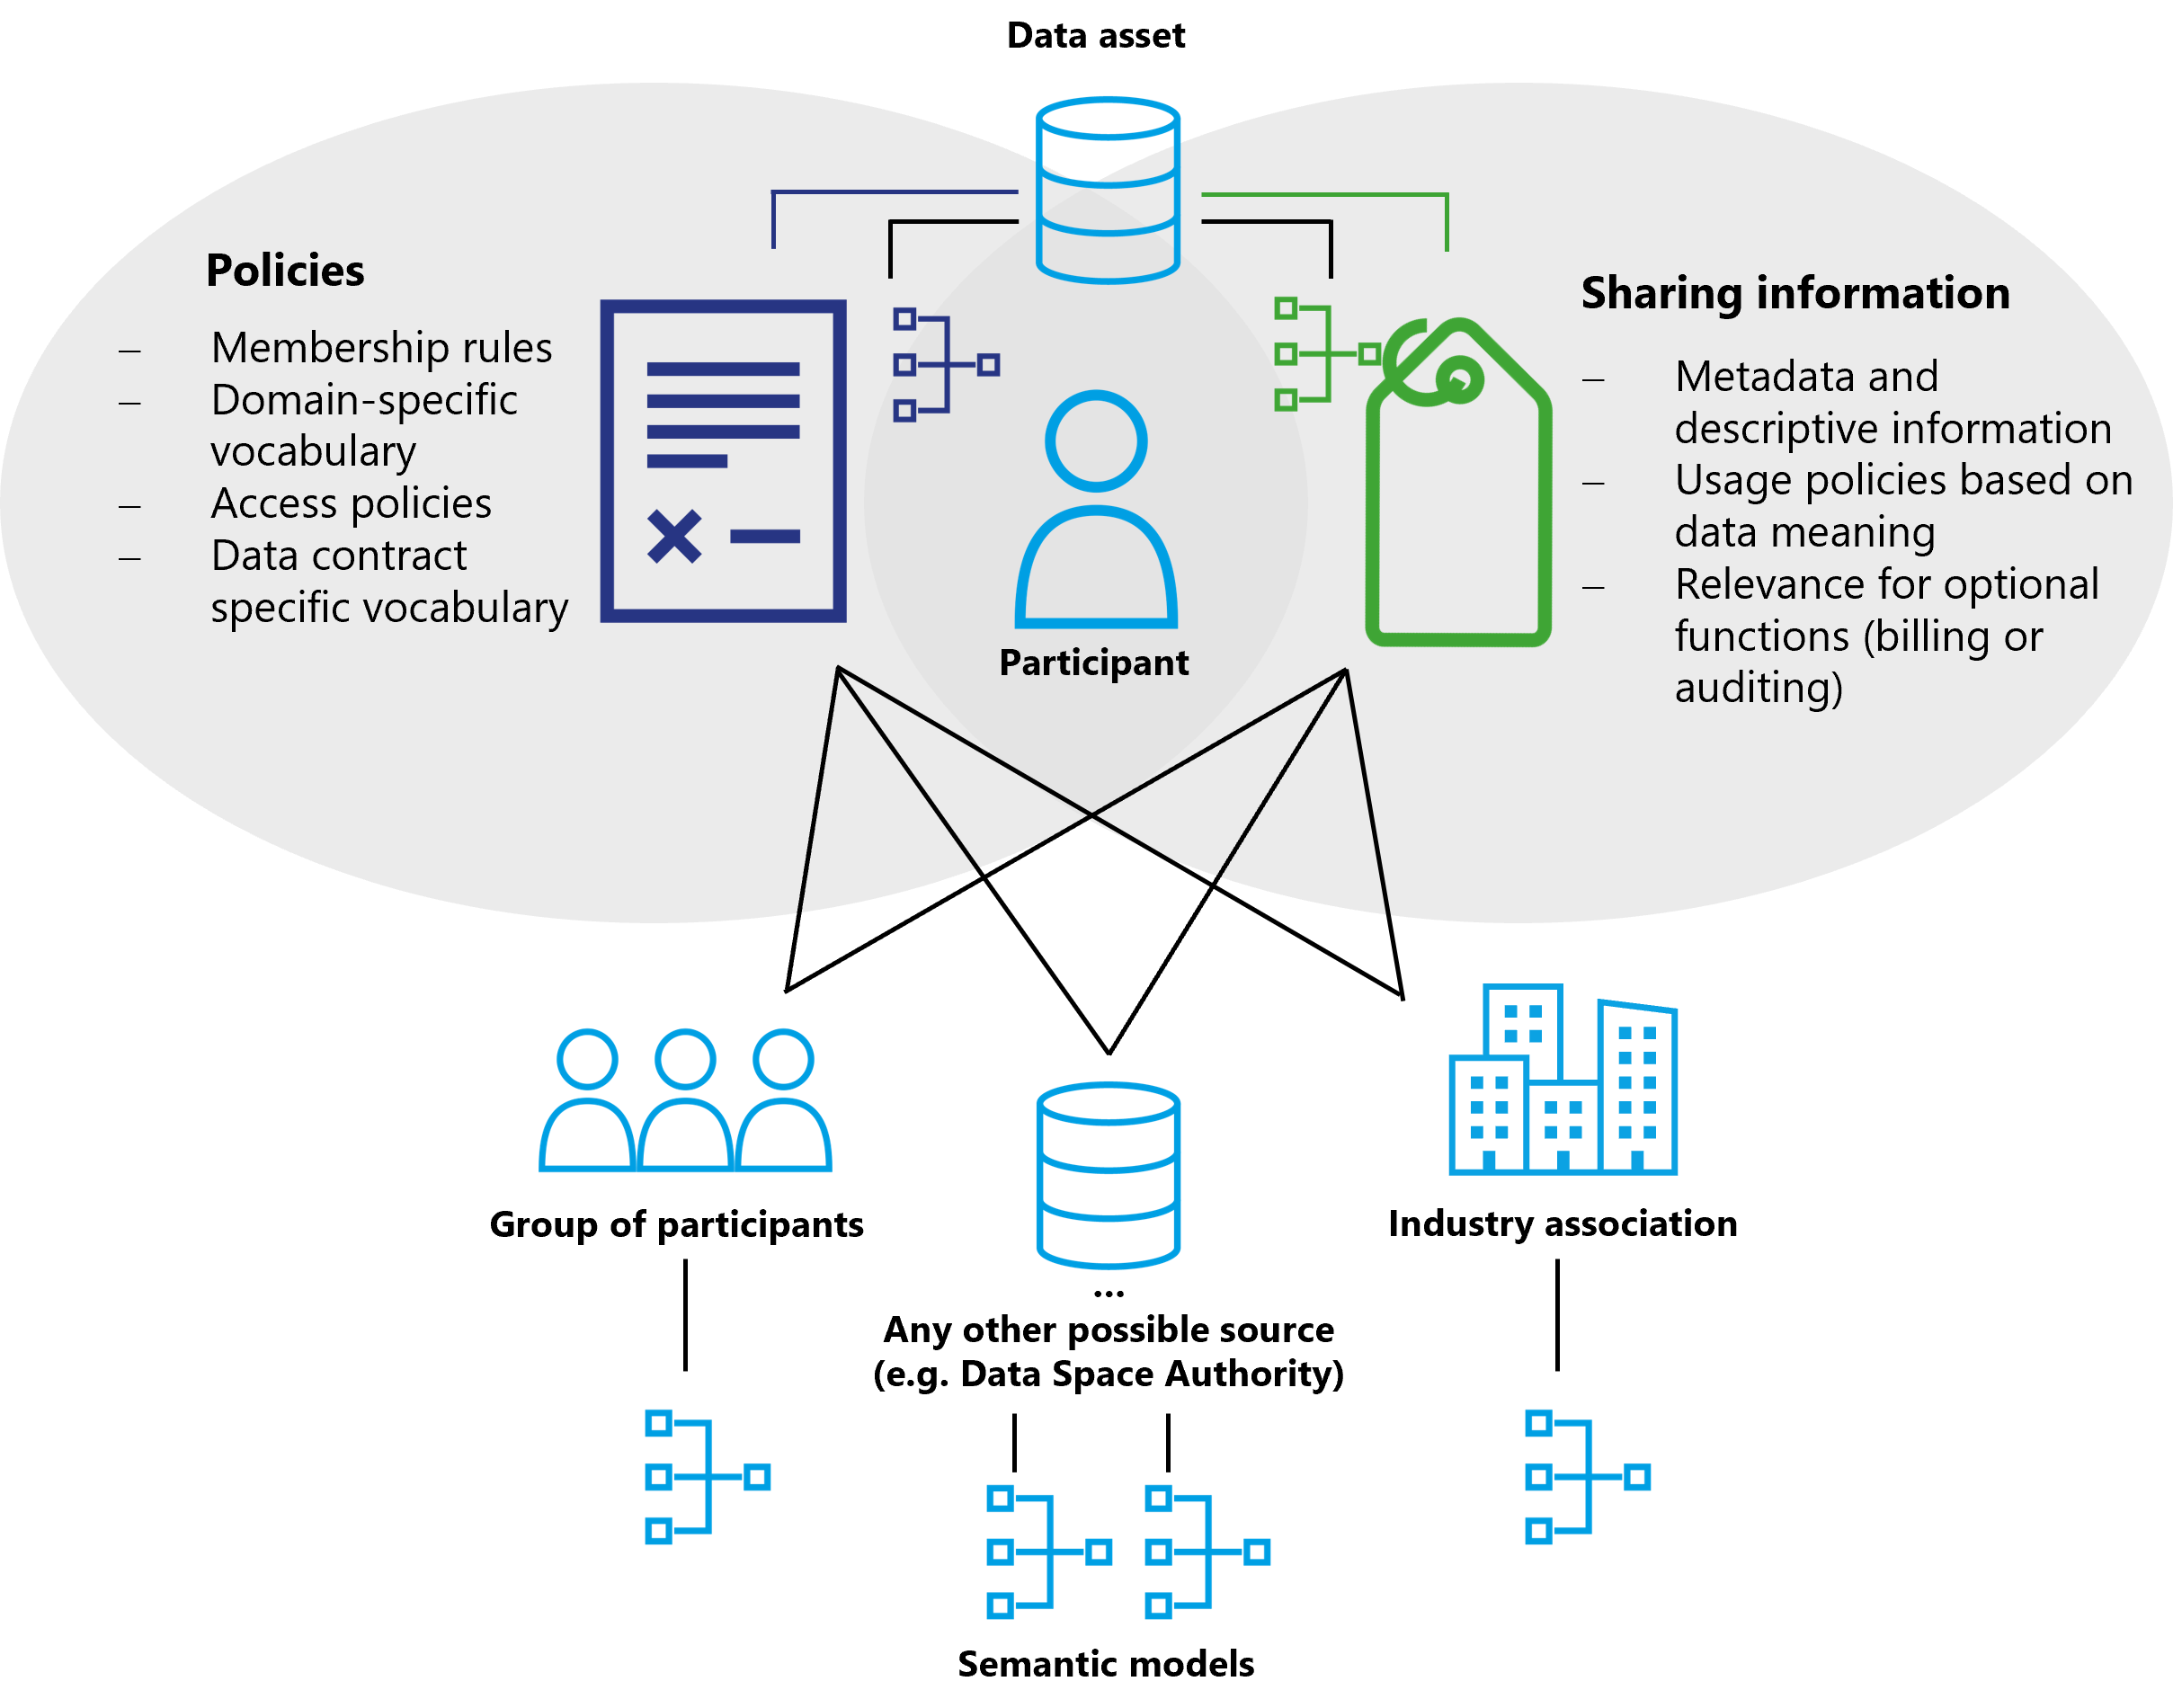 Data asset
Policies
– Membership rules
– Domain-specific
vocabulary
– Access policies
– Data contract
specific vocabulary
Sharing information
– Metadata and
descriptive information
– Usage policies based on
data meaning
– Relevance for optional
functions (billing or
auditing)
Participant
Group of participants
...
Any other possible source
(e.g. Data Space Authority)
Industry association
Semantic models